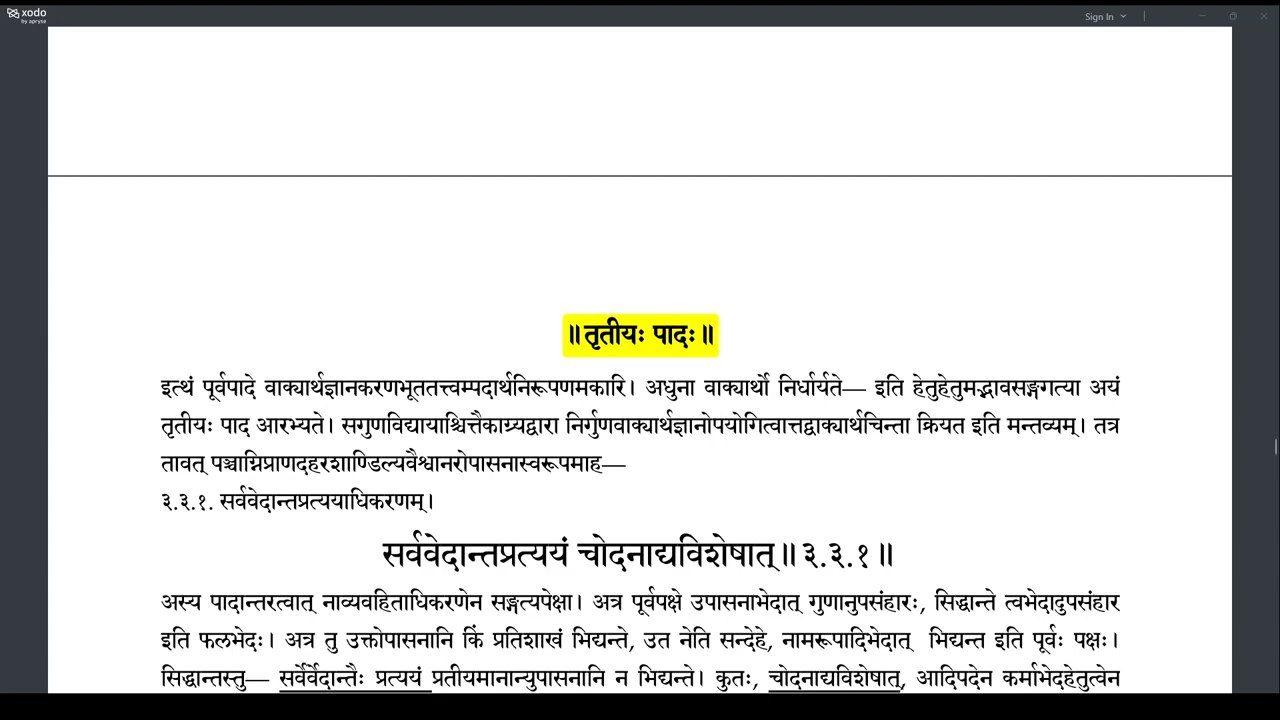 xodo
by apryse
Sign In
॥तृतीयः पादः॥
इत्थं पूर्वपादे वाक्यार्थज्ञानकरणभूततत्त्वम्पदार्थनिरूपणमकारि। अधुना वाक्यार्थो निर्धार्यते— इति हेतुहेतुमद्भावसङ्गत्या अयं
तृतीयः पाद आरभ्यते। सगुणविद्यायाश्चित्तैकाग्र्यद्वारा निर्गुणवाक्यार्थज्ञानोपयोगित्वात्तद्वाक्यार्थचिन्ता क्रियत इति मन्तव्यम्। तत्र
तावत् पञ्चाग्निप्राणदहरशाण्डिल्यवैश्वानरोपासनास्वरूपमाह—
३.३.१. सर्ववेदान्तप्रत्ययाधिकरणम्।
सर्ववेदान्तप्रत्ययं चोदनाद्यविशेषात्॥३.३.१॥
अस्य पादान्तरत्वात् नाव्यवहिताधिकरणेन सङ्गत्यपेक्षा। अत्र पूर्वपक्षे उपासनाभेदात् गुणानुपसंहारः, सिद्धान्ते त्वभेदादुपसंहार
इति फलभेदः। अत्र तु उक्तोपासनानि किं प्रतिशाखं भिद्यन्ते, उत नेति सन्देहे, नामरूपादिभेदात् भिद्यन्त इति पूर्वः पक्षः।
सिद्धान्तस्तु— सर्वैर्वेदान्तैः प्रत्ययं प्रतीयमानान्युपासनानि न भिद्यन्ते। कुतः, चोदनाद्यविशेषात्, आदिपदेन कर्माभेदहेतुत्वेन